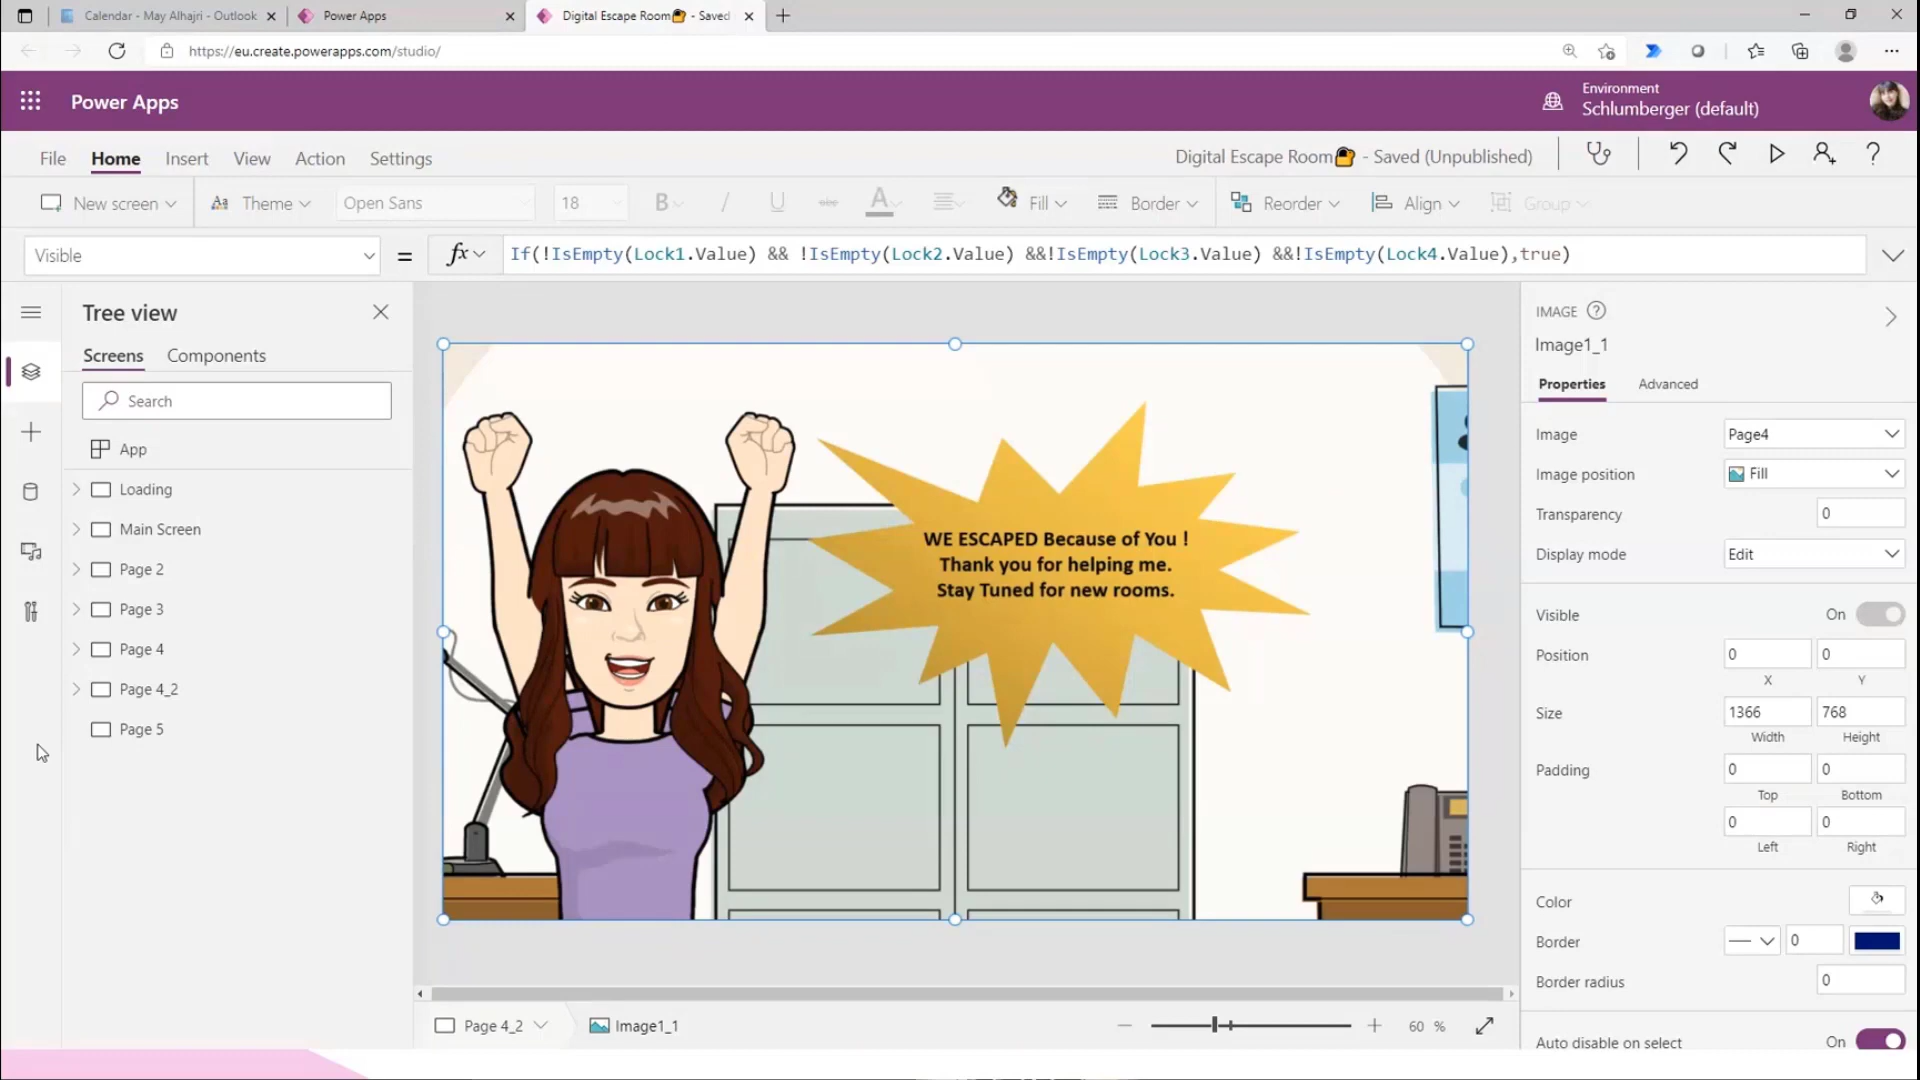 Calendar - May Alhajri - Outlook
Power Apps
Digital Escape Room🔐 - Saved
https://eu.create.powerapps.com/studio/
Power Apps
Environment
Schlumberger (default)
File Home Insert View Action Settings
Digital Escape Room🔐 - Saved (Unpublished)
New screen
Theme
Open Sans
18
B
/
U
abc
A
Fill
Border
Reorder
Align
Group
Visible
=
fx
If(!IsEmpty(Lock1.Value) && !IsEmpty(Lock2.Value) &&!IsEmpty(Lock3.Value) &&!IsEmpty(Lock4.Value),true)
Tree view
Screens Components
Search
App
Loading
Main Screen
Page 2
Page 3
Page 4
Page 4_2
Page 5
WE ESCAPED Because of You !
Thank you for helping me.
Stay Tuned for new rooms.
IMAGE ?
Image1_1
Properties Advanced
Image Page4
Image position Fill
Transparency 0
Display mode Edit
Visible On
Position 0 0
X Y
Size 1366 768
Width Height
Padding 0 0
Top Bottom
0 0
Left Right
Color
Border 0
Border radius 0
Auto disable on select On
Page 4_2
Image1_1
60 %